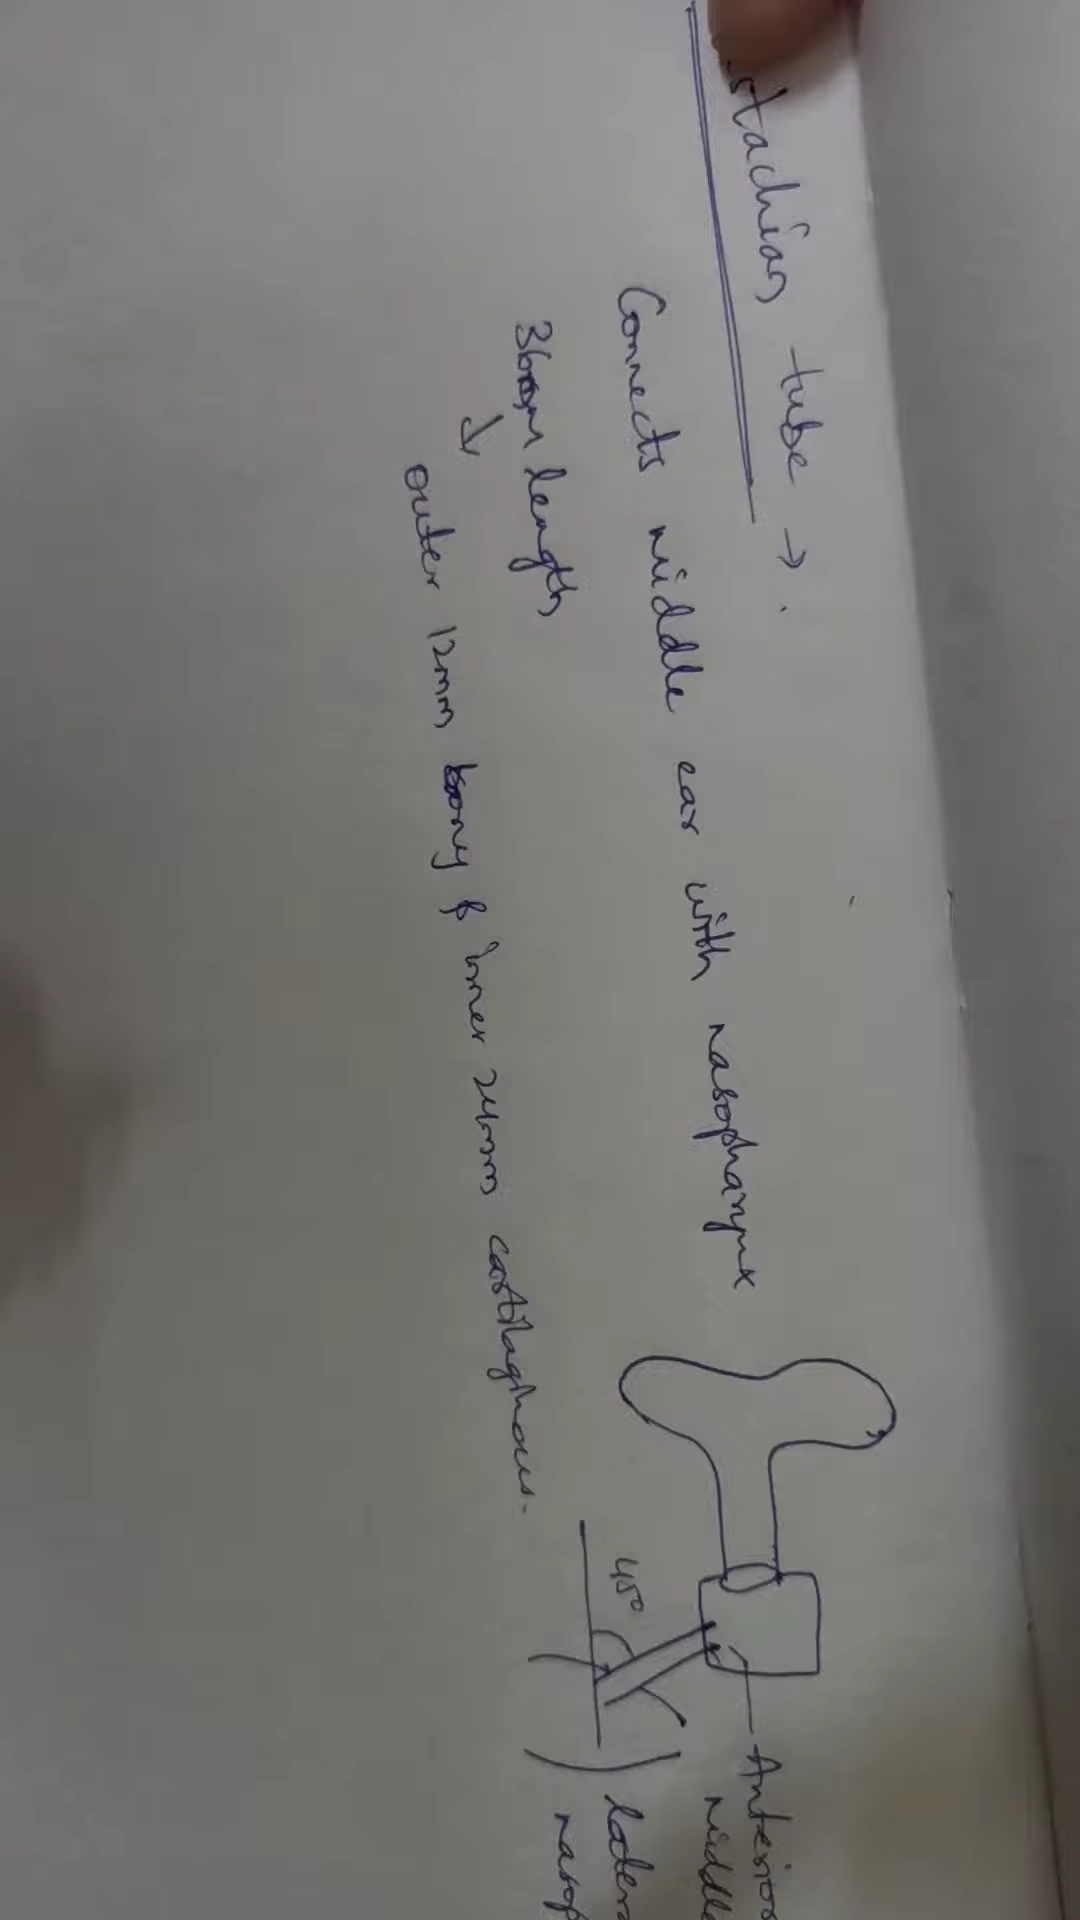 stachian tube →.
Connects middle ear with nasopharynx
36mm length
↓
outer 12mm bony & inner 24mm cartilaginous.
45°
Anterior
middle
latera
nasop